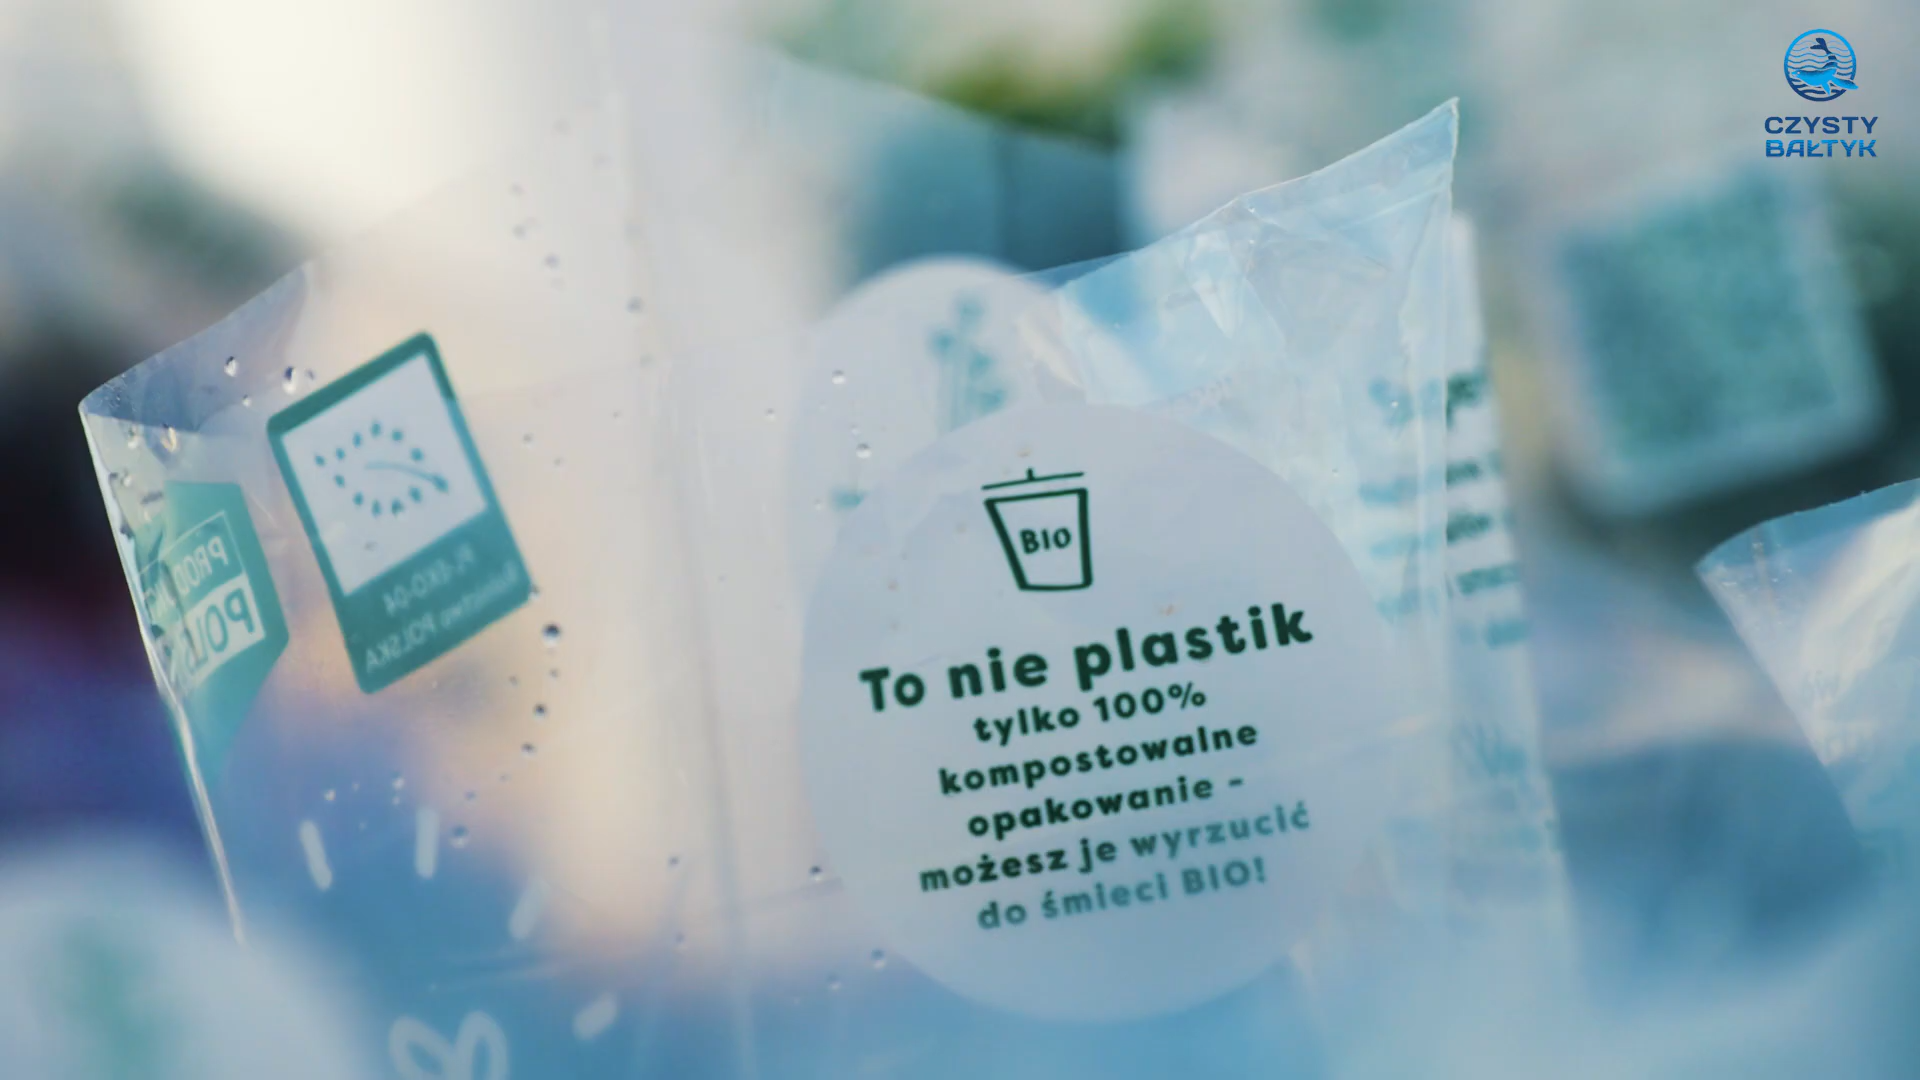 CZYSTY
BAŁTYK
BIO
To nie plastik
tylko 100%
kompostowalne
opakowanie -
możesz je wyrzucić
do śmieci BIO!
PL-EKO-04
Rolnictwo POLSKA